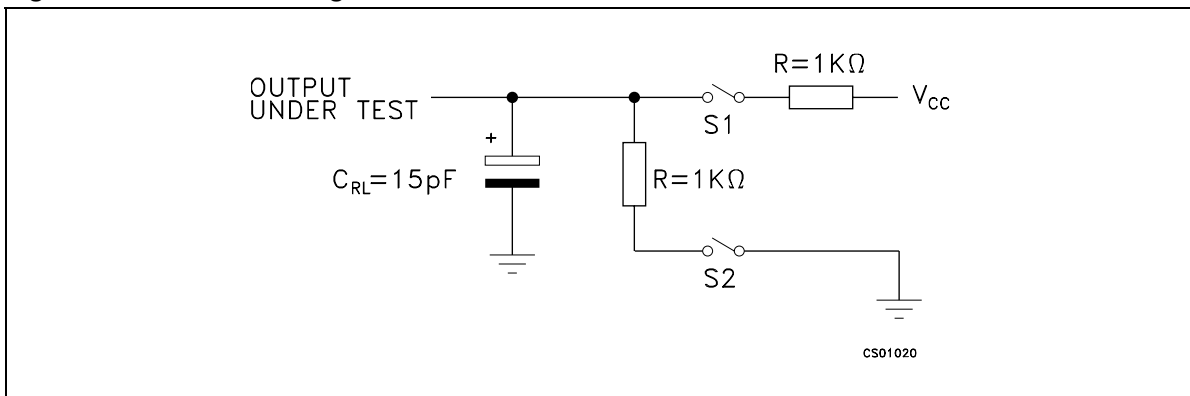 R=1KΩ
OUTPUT
UNDER TEST
V_CC
S1
+
C_RL=15pF
R=1KΩ
S2
CS01020